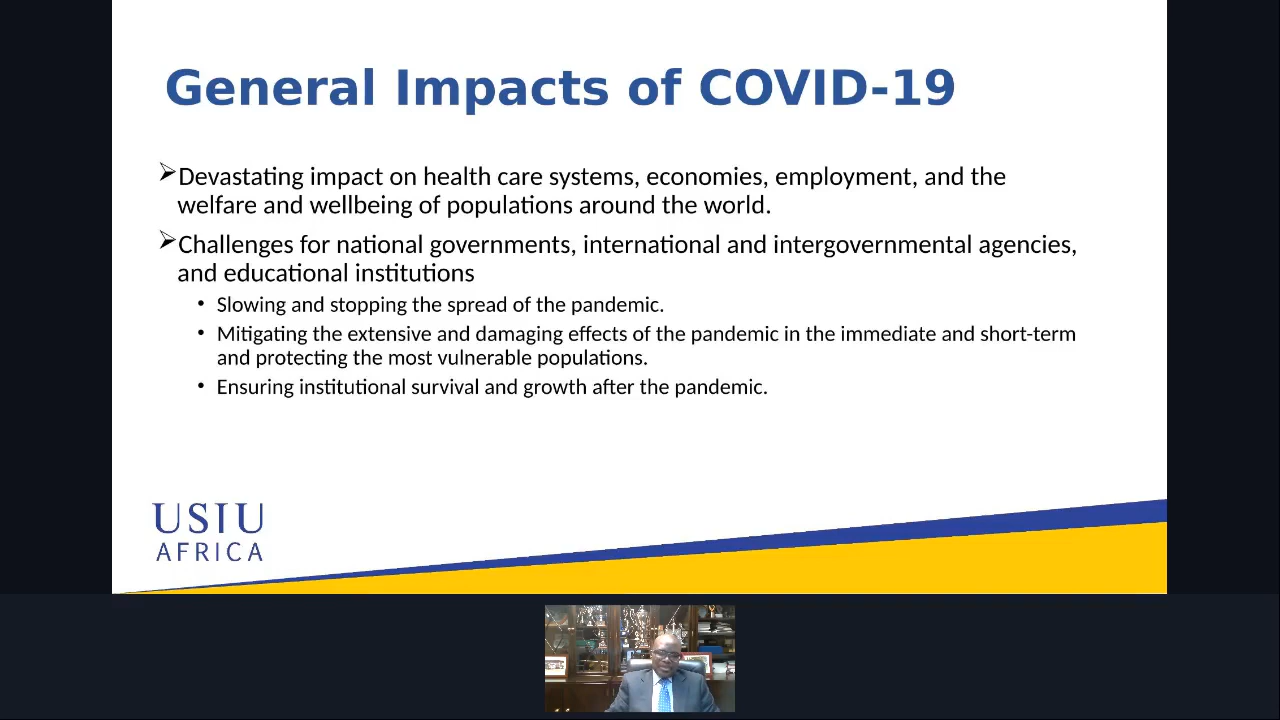 General Impacts of COVID-19
➢Devastating impact on health care systems, economies, employment, and the
welfare and wellbeing of populations around the world.
➢Challenges for national governments, international and intergovernmental agencies,
and educational institutions
• Slowing and stopping the spread of the pandemic.
• Mitigating the extensive and damaging effects of the pandemic in the immediate and short-term
and protecting the most vulnerable populations.
• Ensuring institutional survival and growth after the pandemic.
USIU
AFRICA